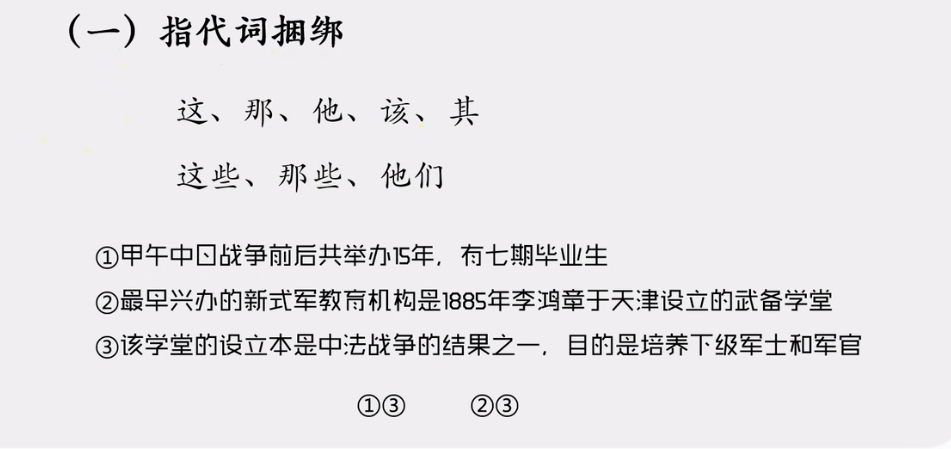 （一）指代词捆绑
这、那、他、该、其
这些、那些、他们
①甲午中日战争前后共举办15年，有七期毕业生
②最早兴办的新式军教育机构是1885年李鸿章于天津设立的武备学堂
③该学堂的设立本是中法战争的结果之一，目的是培养下级军士和军官
①③ ②③